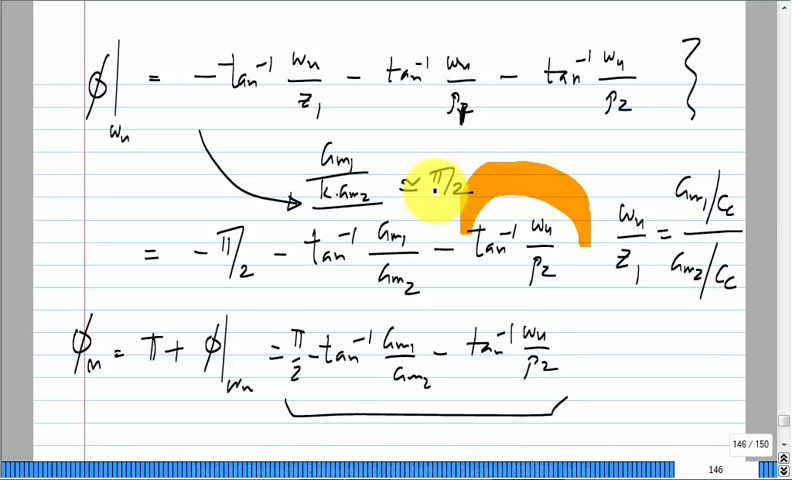 ϕ|ωu = −tan⁻¹ ωu/z1 − tan⁻¹ ωu/p1 − tan⁻¹ ωu/p2 }
Gm1/(k·Gm2) ≃ π/2
= −π/2 − tan⁻¹ Gm1/Gm2 − tan⁻¹ ωu/p2 ωu/z1 = (Gm1/Cc)/(Gm2/Cc)
ϕm = π + ϕ|ωu = π/2 − tan⁻¹ Gm1/Gm2 − tan⁻¹ ωu/p2
146 / 150
146